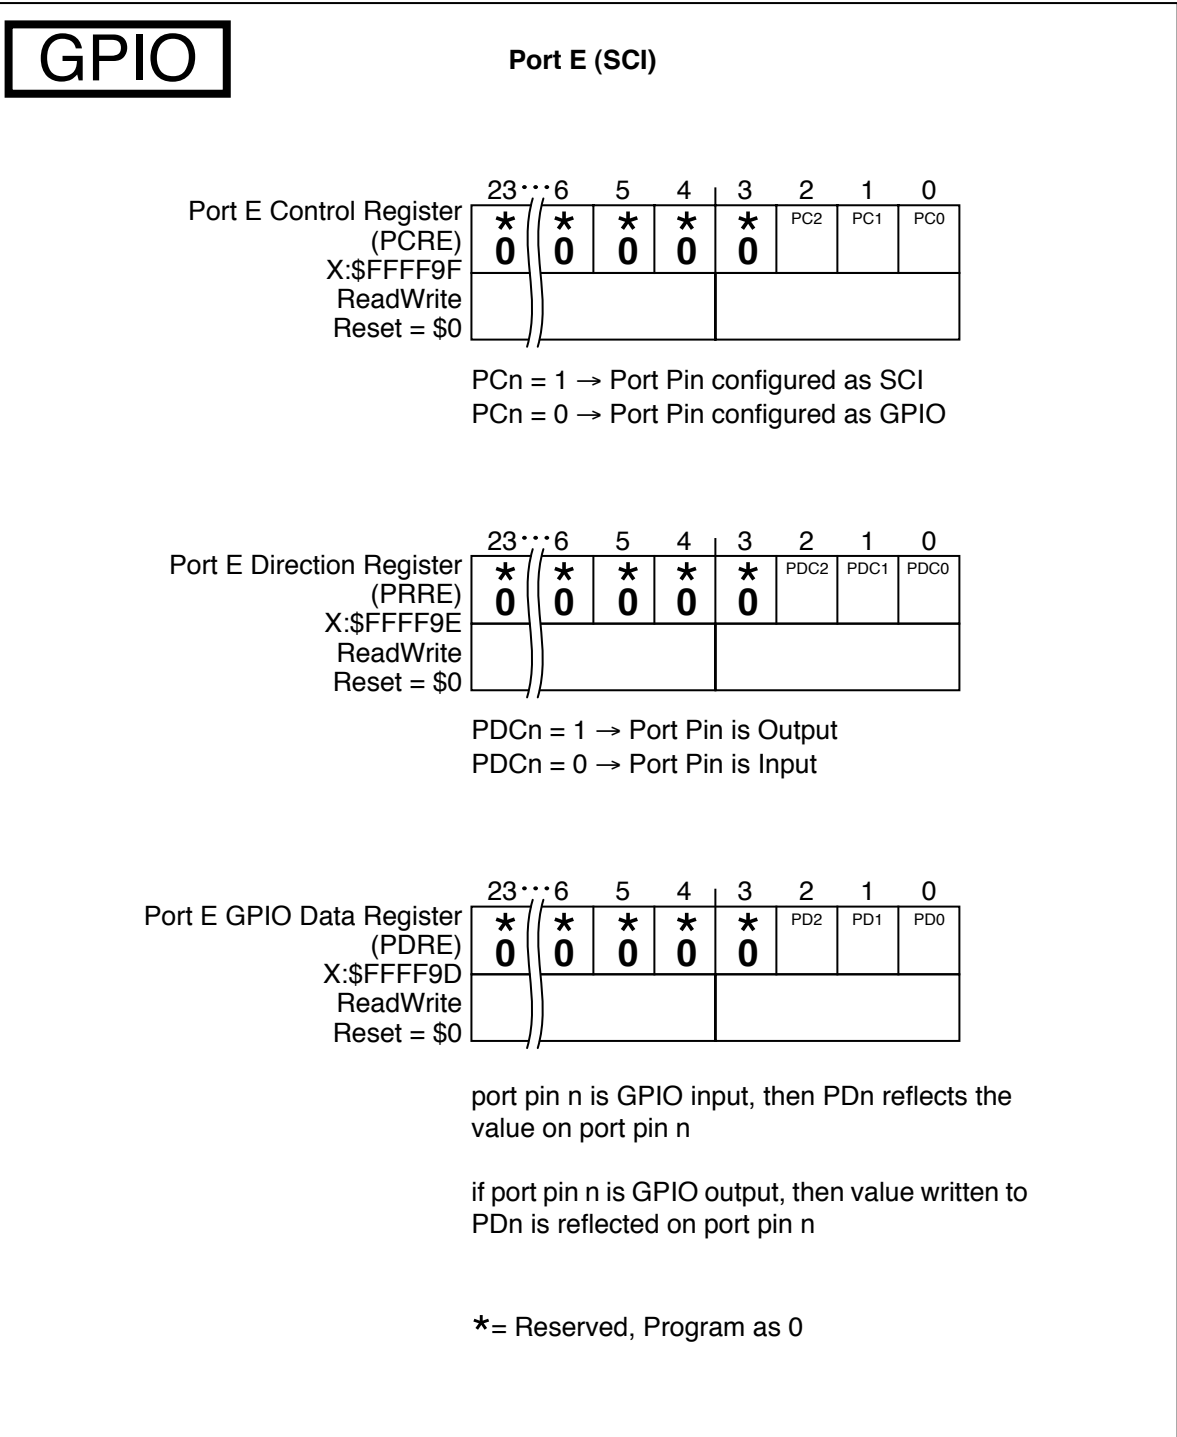 GPIO
Port E (SCI)
23 ··· 6 5 4 3 2 1 0
Port E Control Register
(PCRE)
X:$FFFF9F
ReadWrite
Reset = $0
* * * * * PC2 PC1 PC0
0 0 0 0 0
PCn = 1 → Port Pin configured as SCI
PCn = 0 → Port Pin configured as GPIO
23 ··· 6 5 4 3 2 1 0
Port E Direction Register
(PRRE)
X:$FFFF9E
ReadWrite
Reset = $0
* * * * * PDC2 PDC1 PDC0
0 0 0 0 0
PDCn = 1 → Port Pin is Output
PDCn = 0 → Port Pin is Input
23 ··· 6 5 4 3 2 1 0
Port E GPIO Data Register
(PDRE)
X:$FFFF9D
ReadWrite
Reset = $0
* * * * * PD2 PD1 PD0
0 0 0 0 0
port pin n is GPIO input, then PDn reflects the
value on port pin n
if port pin n is GPIO output, then value written to
PDn is reflected on port pin n
*= Reserved, Program as 0